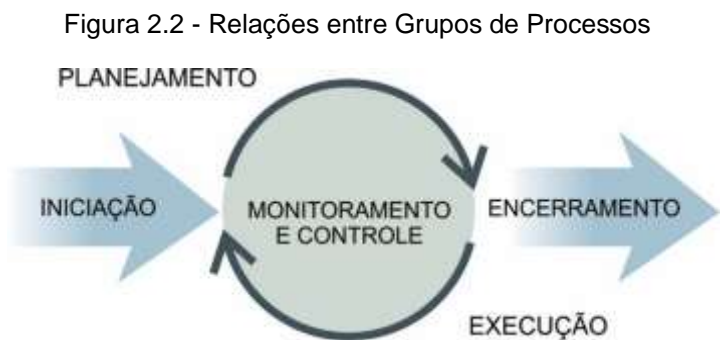 Figura 2.2 - Relações entre Grupos de Processos
PLANEJAMENTO
INICIAÇÃO
MONITORAMENTO
E CONTROLE
ENCERRAMENTO
EXECUÇÃO